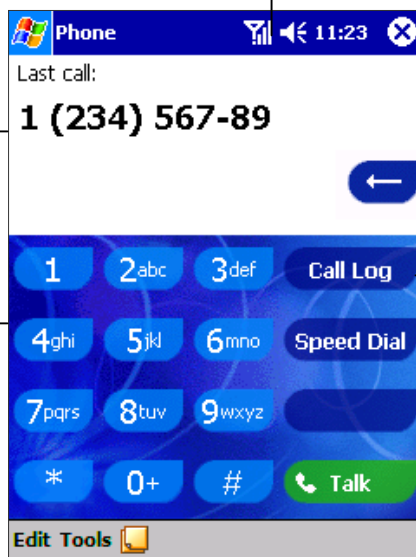 Phone 11:23
Last call:
1 (234) 567-89
1 2abc 3def Call Log
4ghi 5jkl 6mno Speed Dial
7pqrs 8tuv 9wxyz
* 0+ # Talk
Edit Tools